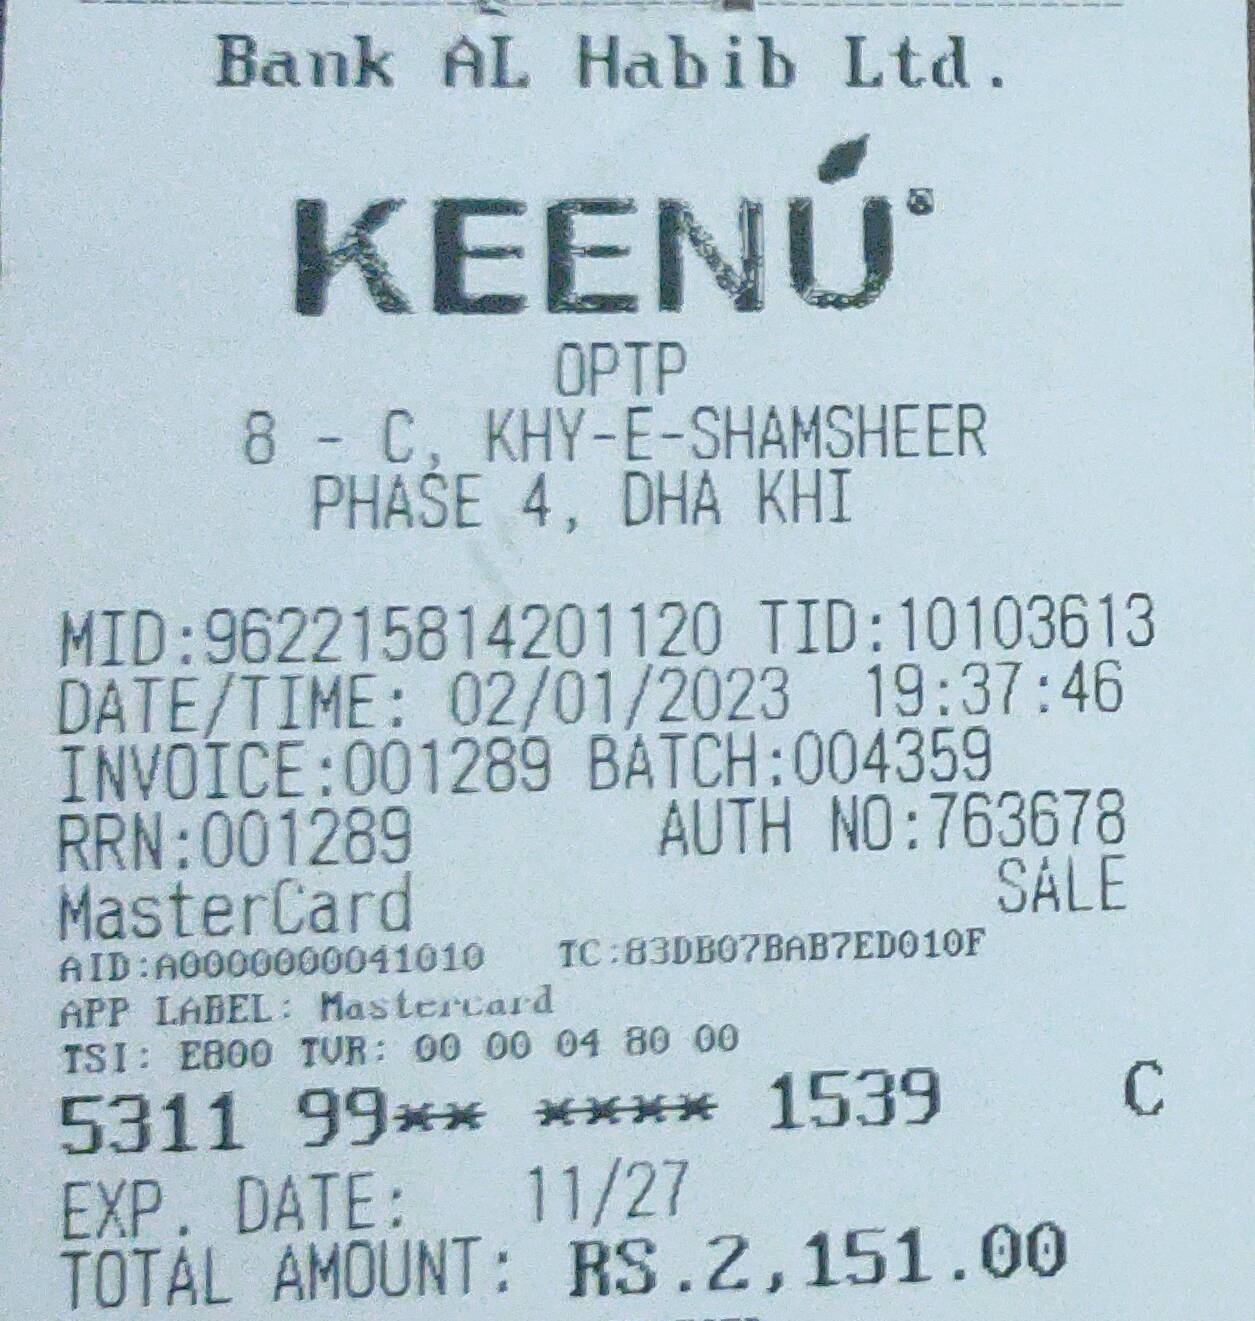 Bank AL Habib Ltd.
KEENÚ®
OPTP
8 - C, KHY-E-SHAMSHEER
PHASE 4, DHA KHI
MID:962215814201120 TID:10103613
DATE/TIME: 02/01/2023 19:37:46
INVOICE:001289 BATCH:004359
RRN:001289 AUTH NO:763678
MasterCard SALE
AID:A0000000041010 TC:83DB07BAB7ED010F
APP LABEL: Mastercard
TSI: E800 TVR: 00 00 04 80 00
5311 99** **** 1539 C
EXP. DATE: 11/27
TOTAL AMOUNT: RS.2,151.00